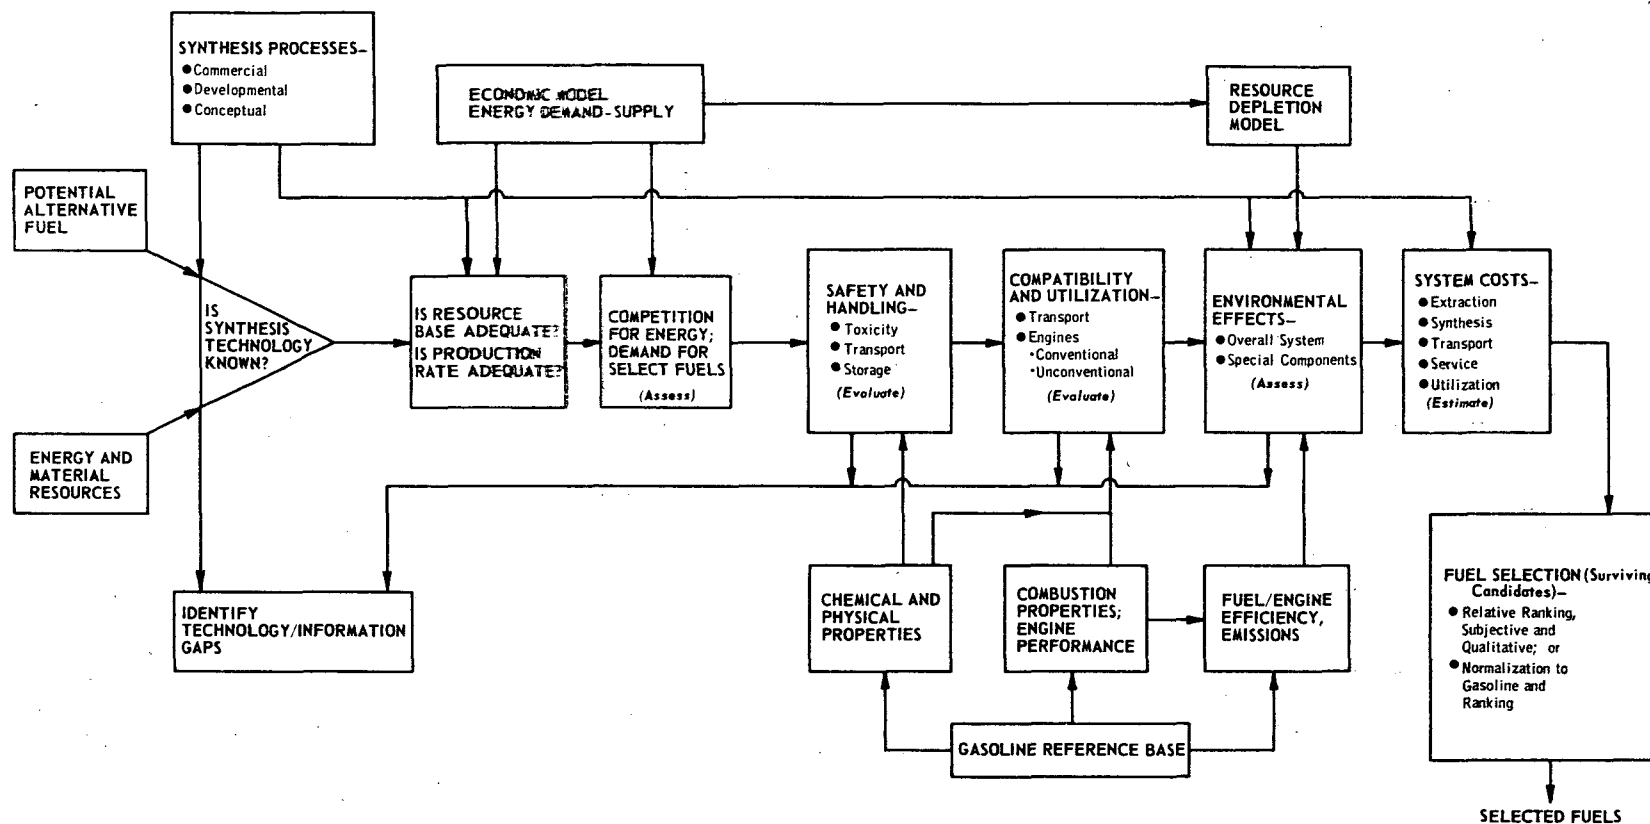 SYNTHESIS PROCESSES–
● Commercial
● Developmental
● Conceptual
ECONOMIC MODEL
ENERGY DEMAND-SUPPLY
RESOURCE
DEPLETION
MODEL
POTENTIAL
ALTERNATIVE
FUEL
IS
SYNTHESIS
TECHNOLOGY
KNOWN?
ENERGY AND
MATERIAL
RESOURCES
IS RESOURCE
BASE ADEQUATE?
IS PRODUCTION
RATE ADEQUATE?
COMPETITION
FOR ENERGY;
DEMAND FOR
SELECT FUELS
(Assess)
SAFETY AND
HANDLING–
● Toxicity
● Transport
● Storage
(Evaluate)
COMPATIBILITY
AND UTILIZATION–
● Transport
● Engines
•Conventional
•Unconventional
(Evaluate)
ENVIRONMENTAL
EFFECTS–
● Overall System
● Special Components
(Assess)
SYSTEM COSTS–
● Extraction
● Synthesis
● Transport
● Service
● Utilization
(Estimate)
IDENTIFY
TECHNOLOGY/INFORMATION
GAPS
CHEMICAL AND
PHYSICAL
PROPERTIES
COMBUSTION
PROPERTIES;
ENGINE
PERFORMANCE
FUEL/ENGINE
EFFICIENCY,
EMISSIONS
GASOLINE REFERENCE BASE
FUEL SELECTION (Surviving
Candidates)–
● Relative Ranking,
Subjective and
Qualitative; or
● Normalization to
Gasoline and
Ranking
SELECTED FUELS